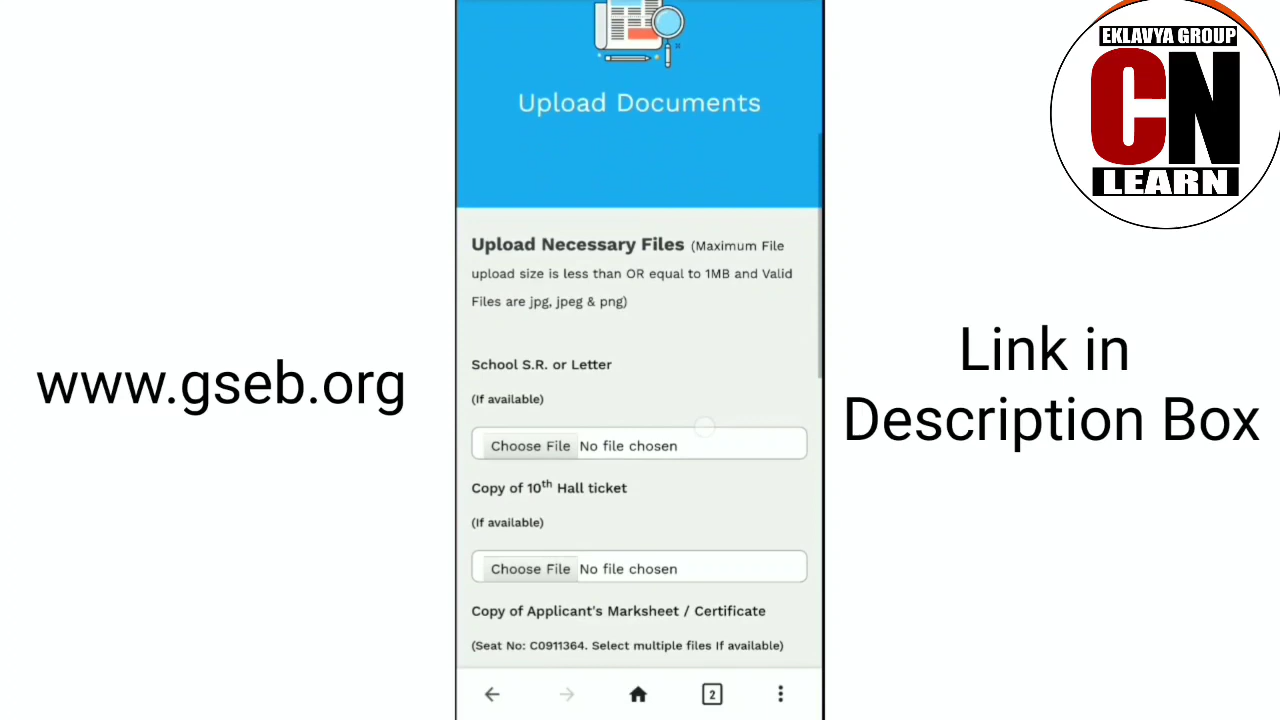 EKLAVYA GROUP
CN
LEARN
Upload Documents
Upload Necessary Files (Maximum File
upload size is less than OR equal to 1MB and Valid
Files are jpg, jpeg & png)
School S.R. or Letter
(If available)
Choose File No file chosen
Copy of 10th Hall ticket
(If available)
Choose File No file chosen
Copy of Applicant's Marksheet / Certificate
(Seat No: C0911364. Select multiple files If available)
2
www.gseb.org
Link in
Description Box